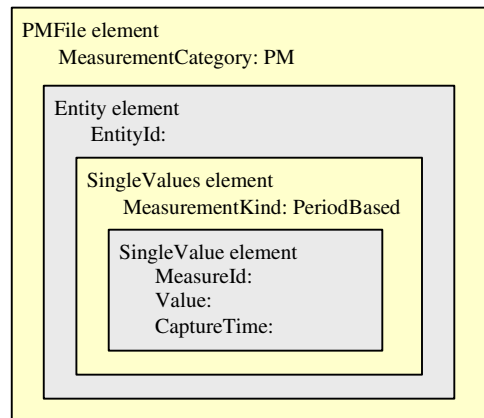 PMFile element
MeasurementCategory: PM
Entity element
EntityId:
SingleValues element
MeasurementKind: PeriodBased
SingleValue element
MeasureId:
Value:
CaptureTime: